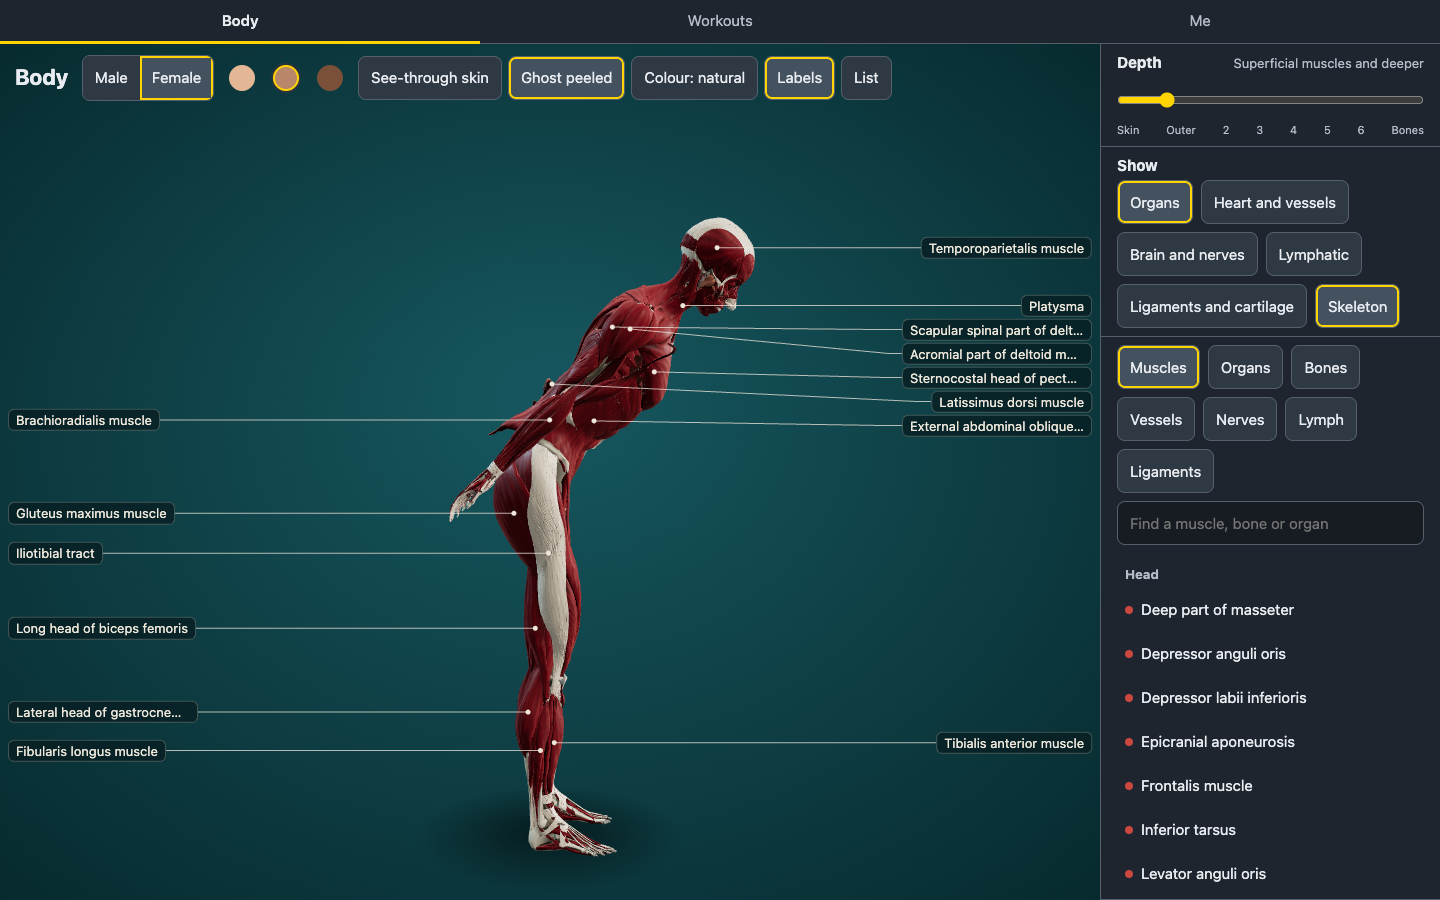 Body
Workouts
Me
Body
Male
Female
See-through skin
Ghost peeled
Colour: natural
Labels
List
Temporoparietalis muscle
Platysma
Scapular spinal part of delt...
Acromial part of deltoid m...
Sternocostal head of pect...
Latissimus dorsi muscle
External abdominal oblique...
Brachioradialis muscle
Gluteus maximus muscle
Iliotibial tract
Long head of biceps femoris
Lateral head of gastrocne...
Fibularis longus muscle
Tibialis anterior muscle
Depth
Superficial muscles and deeper
Skin
Outer
2
3
4
5
6
Bones
Show
Organs
Heart and vessels
Brain and nerves
Lymphatic
Ligaments and cartilage
Skeleton
Muscles
Organs
Bones
Vessels
Nerves
Lymph
Ligaments
Find a muscle, bone or organ
Head
Deep part of masseter
Depressor anguli oris
Depressor labii inferioris
Epicranial aponeurosis
Frontalis muscle
Inferior tarsus
Levator anguli oris